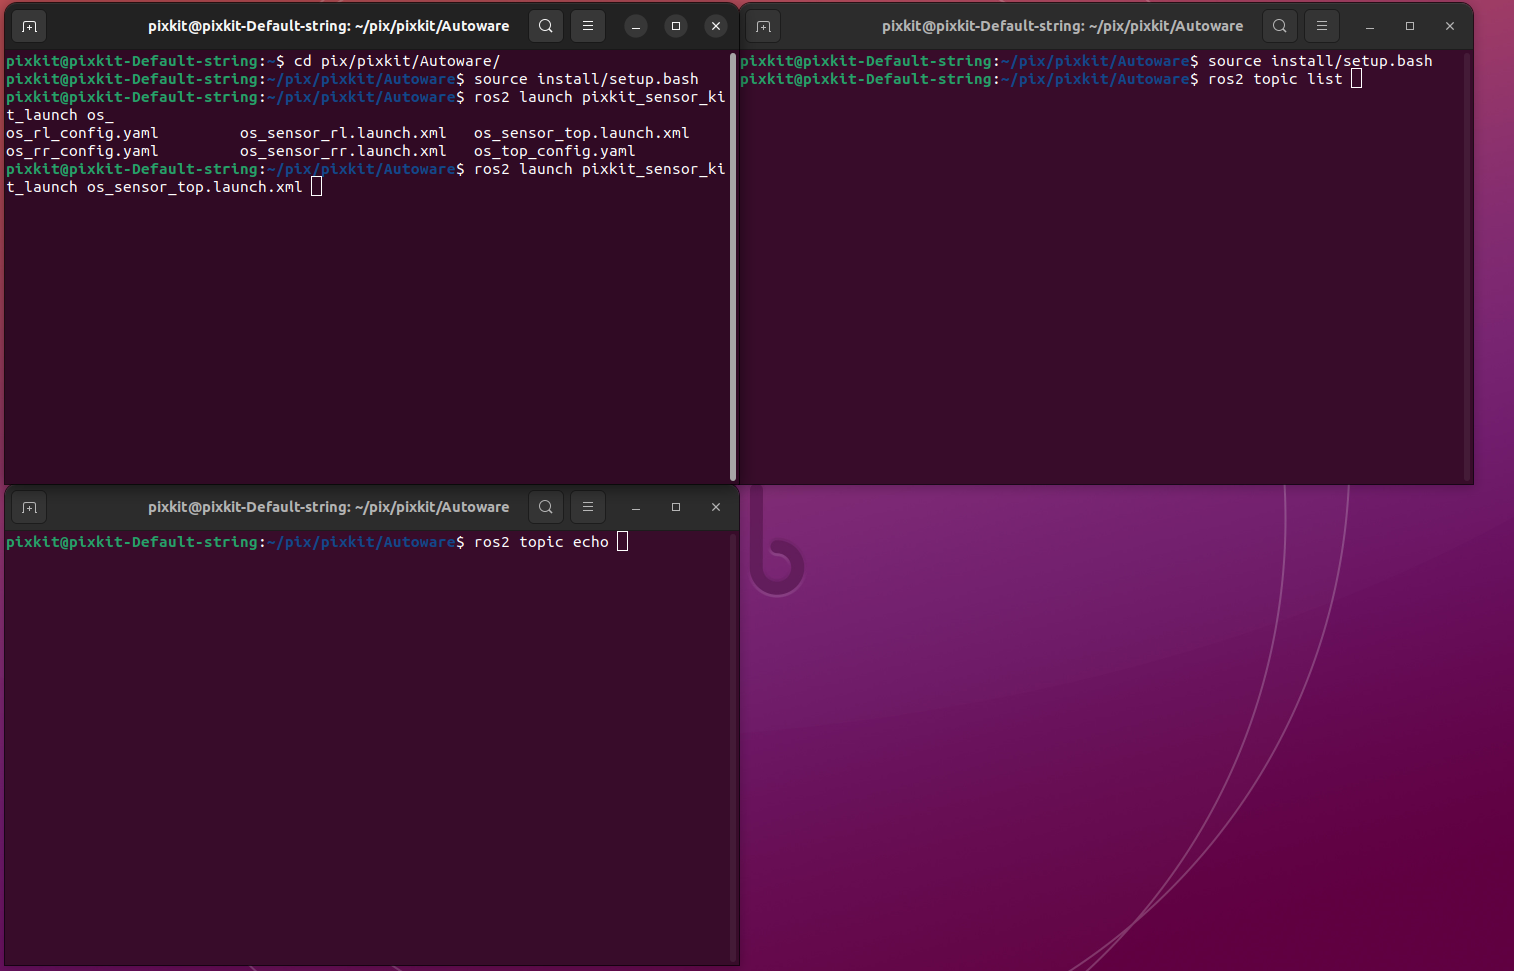 pixkit@pixkit-Default-string: ~/pix/pixkit/Autoware
pixkit@pixkit-Default-string:~$ cd pix/pixkit/Autoware/
pixkit@pixkit-Default-string:~/pix/pixkit/Autoware$ source install/setup.bash
pixkit@pixkit-Default-string:~/pix/pixkit/Autoware$ ros2 launch pixkit_sensor_ki
t_launch os_
os_rl_config.yaml         os_sensor_rl.launch.xml   os_sensor_top.launch.xml
os_rr_config.yaml         os_sensor_rr.launch.xml   os_top_config.yaml
pixkit@pixkit-Default-string:~/pix/pixkit/Autoware$ ros2 launch pixkit_sensor_ki
t_launch os_sensor_top.launch.xml
pixkit@pixkit-Default-string: ~/pix/pixkit/Autoware
pixkit@pixkit-Default-string:~/pix/pixkit/Autoware$ source install/setup.bash
pixkit@pixkit-Default-string:~/pix/pixkit/Autoware$ ros2 topic list
pixkit@pixkit-Default-string: ~/pix/pixkit/Autoware
pixkit@pixkit-Default-string:~/pix/pixkit/Autoware$ ros2 topic echo